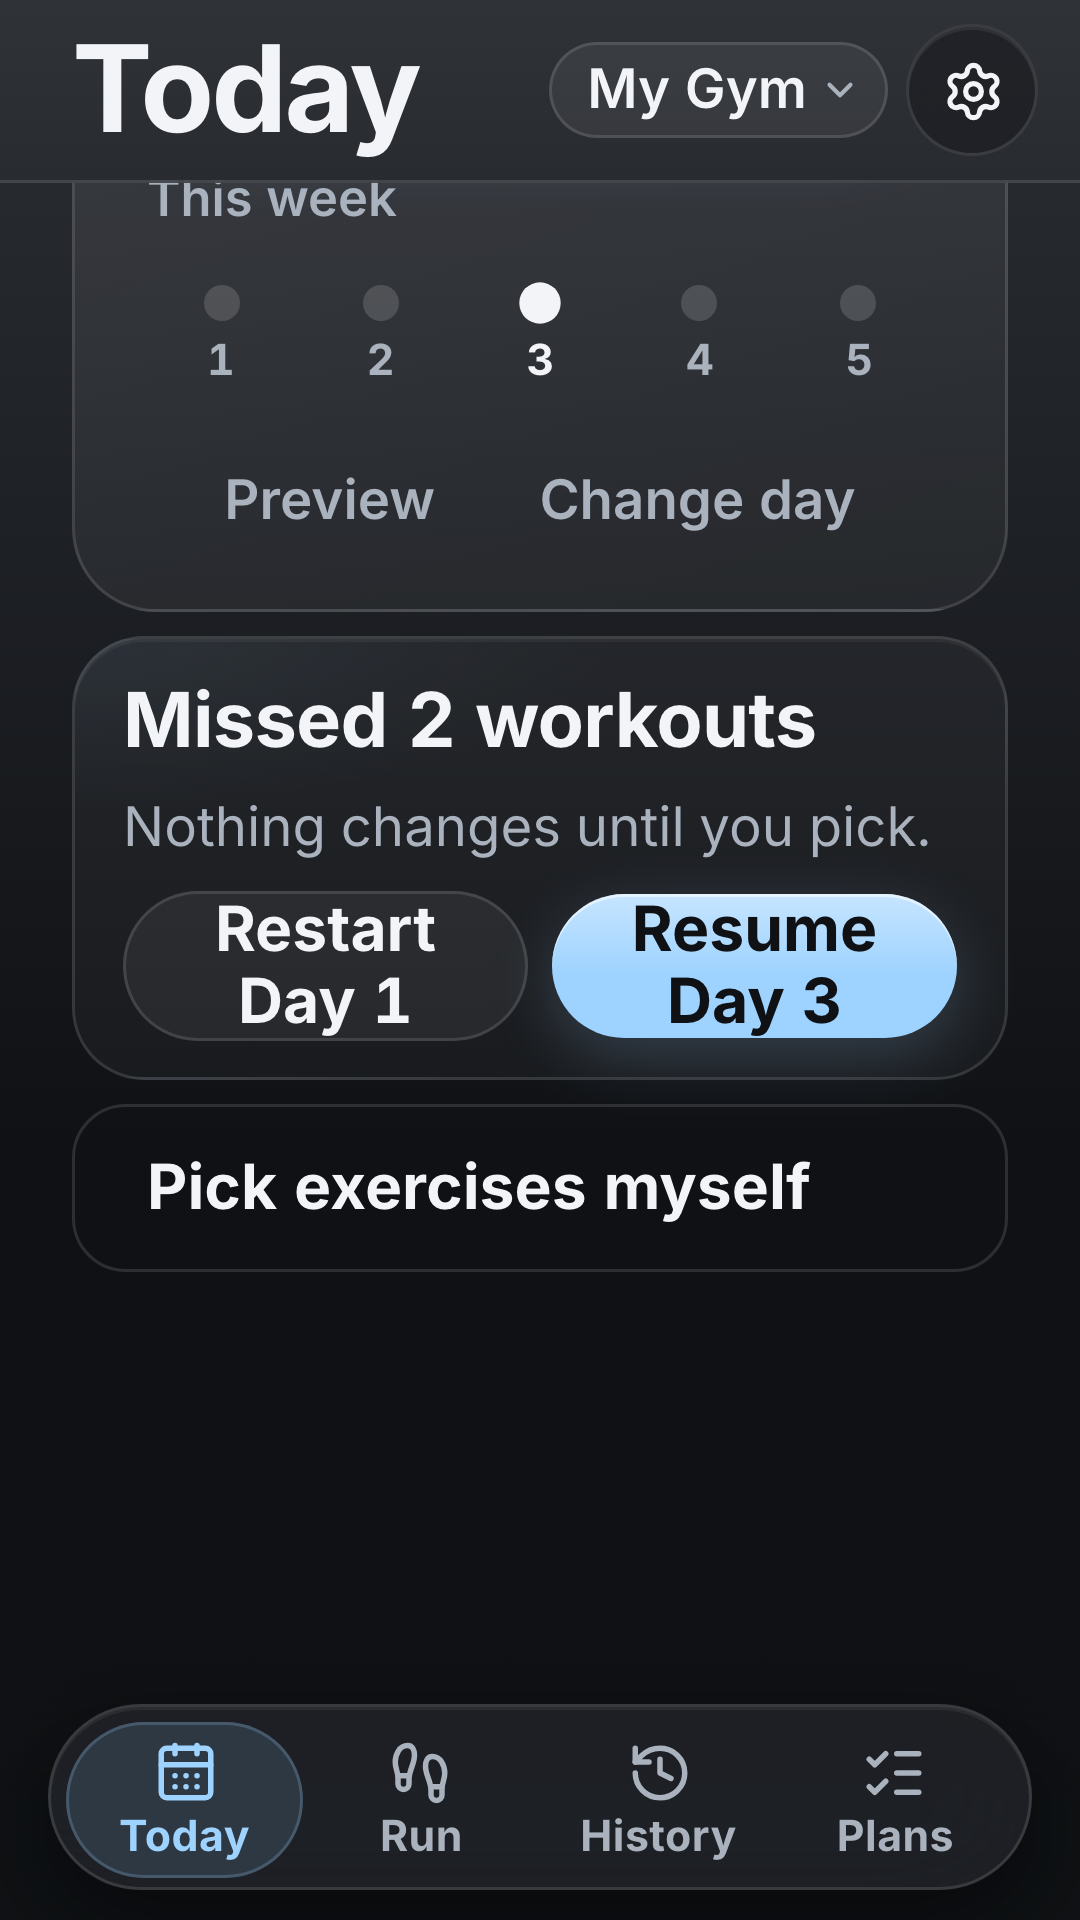 Today
My Gym
This week
1 2 3 4 5
Preview Change day
Missed 2 workouts
Nothing changes until you pick.
Restart
Day 1
Resume
Day 3
Pick exercises myself
Today Run History Plans